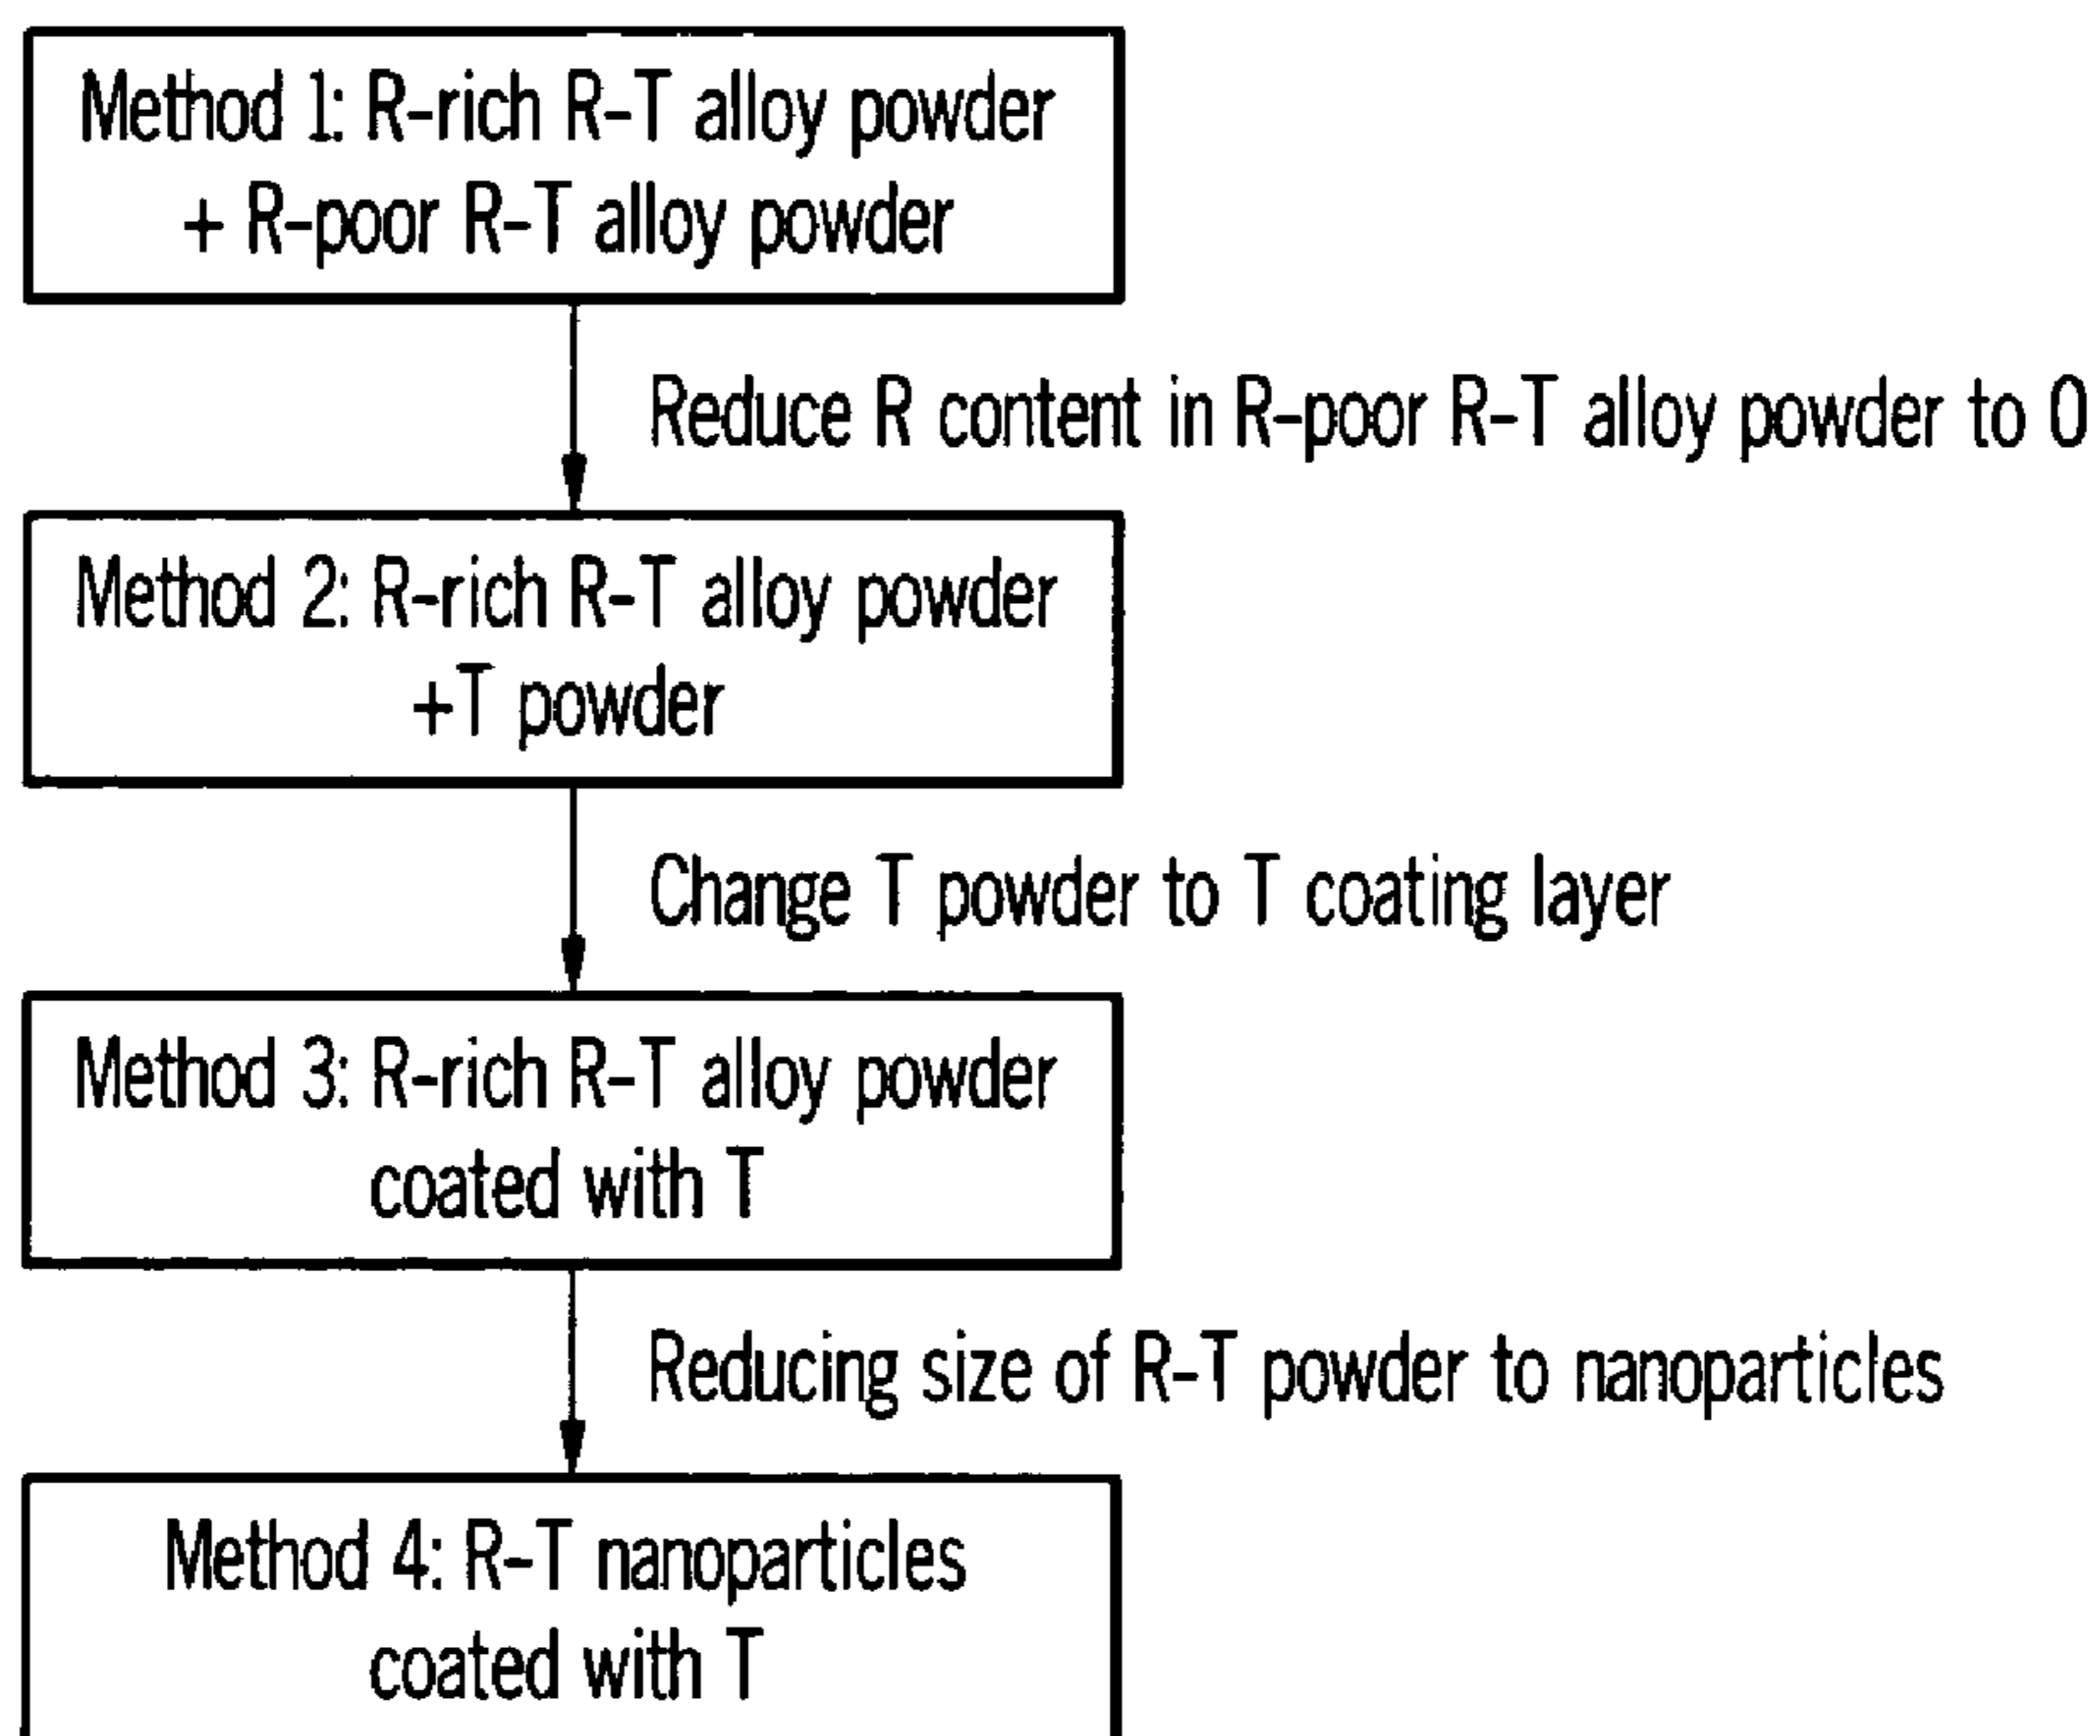 Method 1: R-rich R-T alloy powder
+ R-poor R-T alloy powder
Reduce R content in R-poor R-T alloy powder to 0
Method 2: R-rich R-T alloy powder
+T powder
Change T powder to T coating layer
Method 3: R-rich R-T alloy powder
coated with T
Reducing size of R-T powder to nanoparticles
Method 4: R-T nanoparticles
coated with T